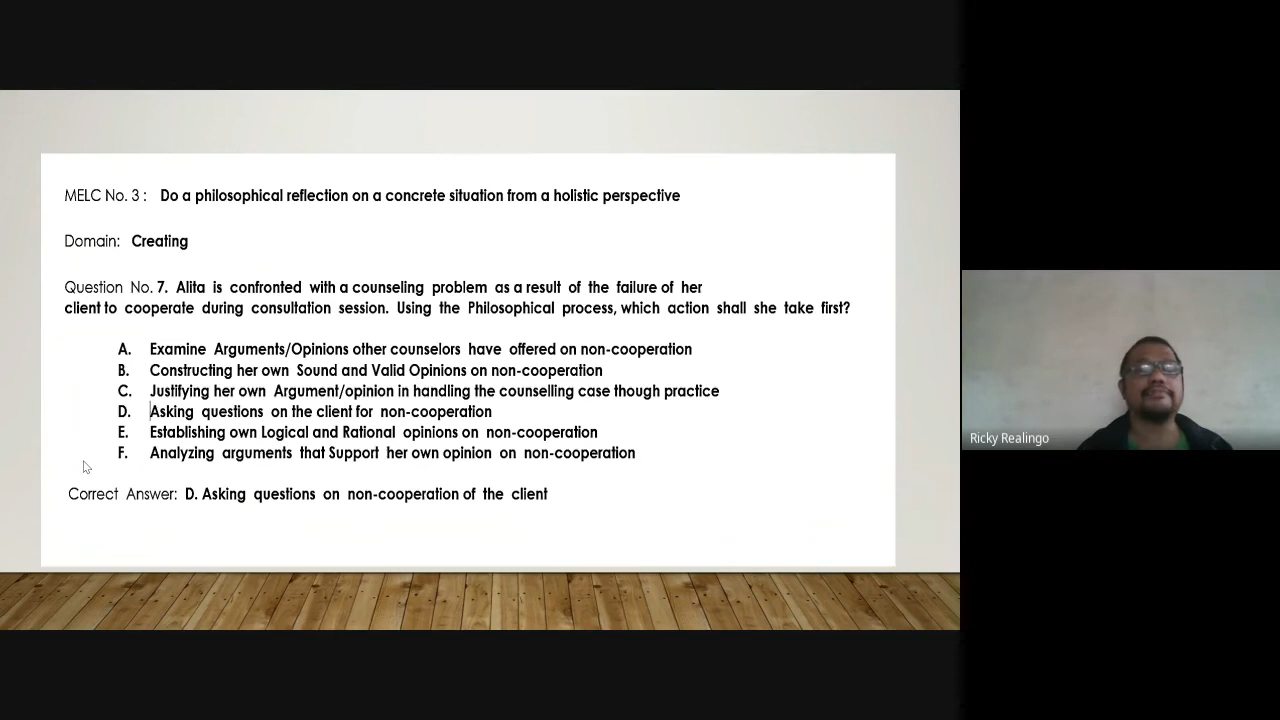 MELC No. 3 : Do a philosophical reflection on a concrete situation from a holistic perspective
Domain: Creating
Question No. 7. Alita is confronted with a counseling problem as a result of the failure of her
client to cooperate during consultation session. Using the Philosophical process, which action shall she take first?
A. Examine Arguments/Opinions other counselors have offered on non-cooperation
B. Constructing her own Sound and Valid Opinions on non-cooperation
C. Justifying her own Argument/opinion in handling the counselling case though practice
D. Asking questions on the client for non-cooperation
E. Establishing own Logical and Rational opinions on non-cooperation
F. Analyzing arguments that Support her own opinion on non-cooperation
Correct Answer: D. Asking questions on non-cooperation of the client
Ricky Realingo